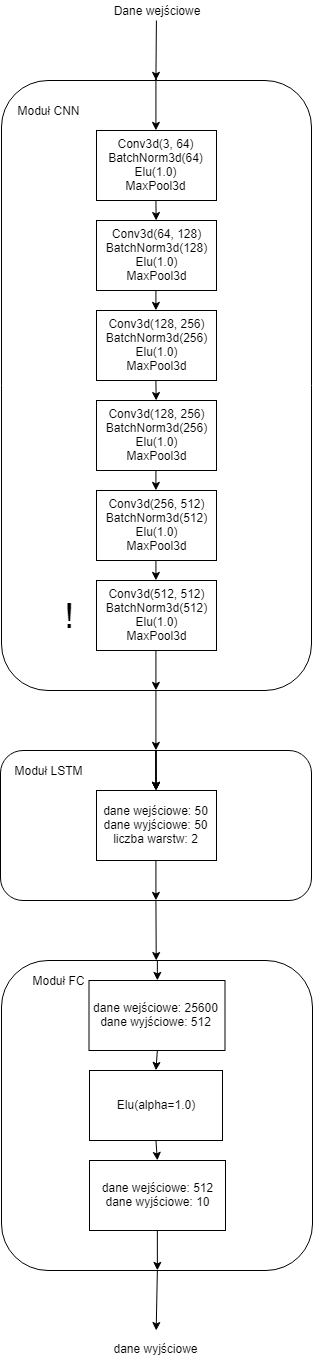 Dane wejściowe
Moduł CNN
Conv3d(3, 64)
BatchNorm3d(64)
Elu(1.0)
MaxPool3d
Conv3d(64, 128)
BatchNorm3d(128)
Elu(1.0)
MaxPool3d
Conv3d(128, 256)
BatchNorm3d(256)
Elu(1.0)
MaxPool3d
Conv3d(128, 256)
BatchNorm3d(256)
Elu(1.0)
MaxPool3d
Conv3d(256, 512)
BatchNorm3d(512)
Elu(1.0)
MaxPool3d
!
Conv3d(512, 512)
BatchNorm3d(512)
Elu(1.0)
MaxPool3d
Moduł LSTM
dane wejściowe: 50
dane wyjściowe: 50
liczba warstw: 2
Moduł FC
dane wejściowe: 25600
dane wyjściowe: 512
Elu(alpha=1.0)
dane wejściowe: 512
dane wyjściowe: 10
dane wyjściowe